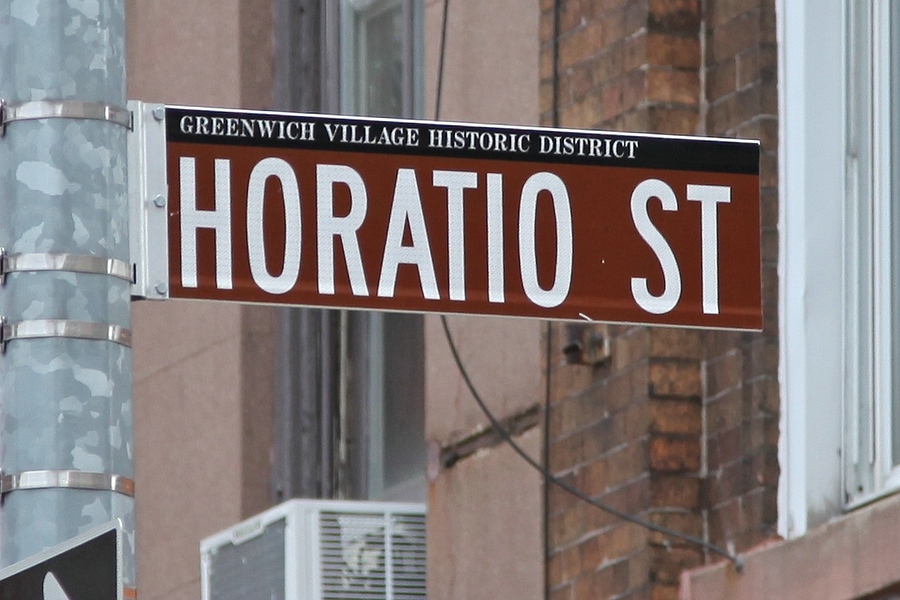 GREENWICH VILLAGE HISTORIC DISTRICT
HORATIO ST